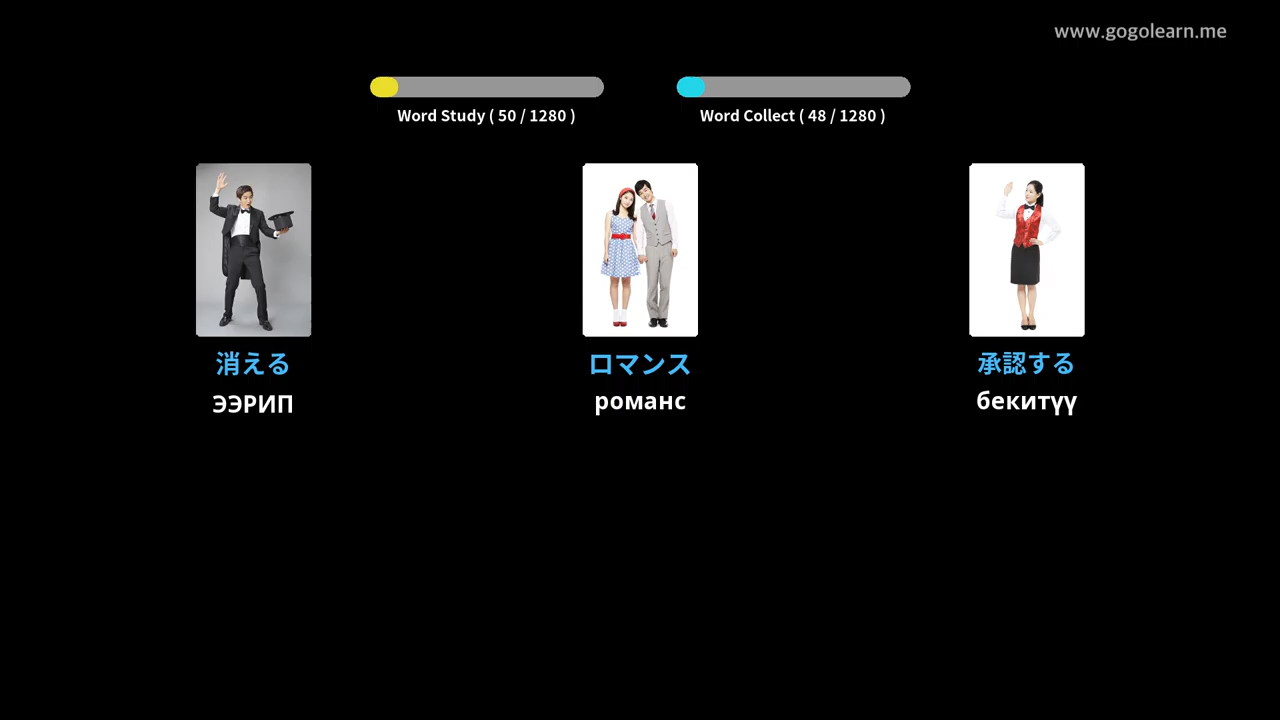 www.gogolearn.me
Word Study ( 50 / 1280 )
Word Collect ( 48 / 1280 )
消える
ロマンス
承認する
ЭЭРИП
романс
бекитүү